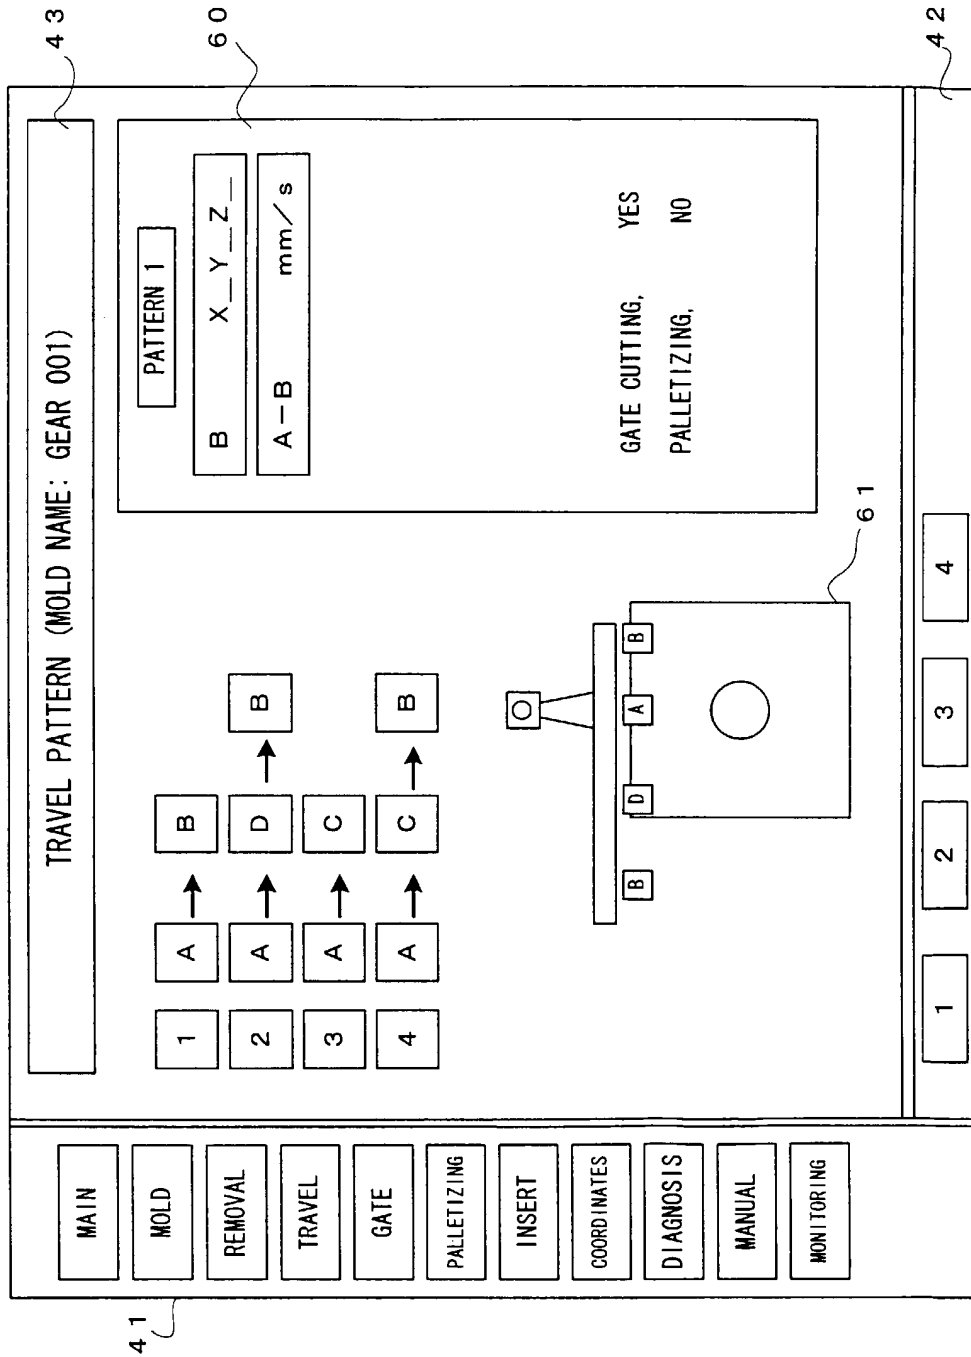 43
TRAVEL PATTERN (MOLD NAME: GEAR 001)
60
PATTERN 1
B X_Y_Z_
A-B mm/s
GATE CUTTING, YES
PALLETIZING, NO
1 A B
2 A D B
3 A C
4 A C B
B D A B
61
MAIN
MOLD
REMOVAL
TRAVEL
GATE
PALLETIZING
INSERT
COORDINATES
DIAGNOSIS
MANUAL
MONITORING
41
1 2 3 4
42